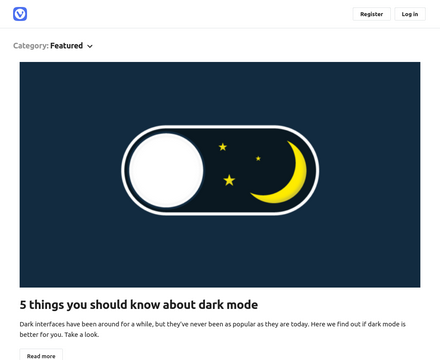 Register
Log in
Category: Featured
5 things you should know about dark mode
Dark interfaces have been around for a while, but they've never been as popular as they are today. Here we find out if dark mode is
better for you. Take a look.
Read more